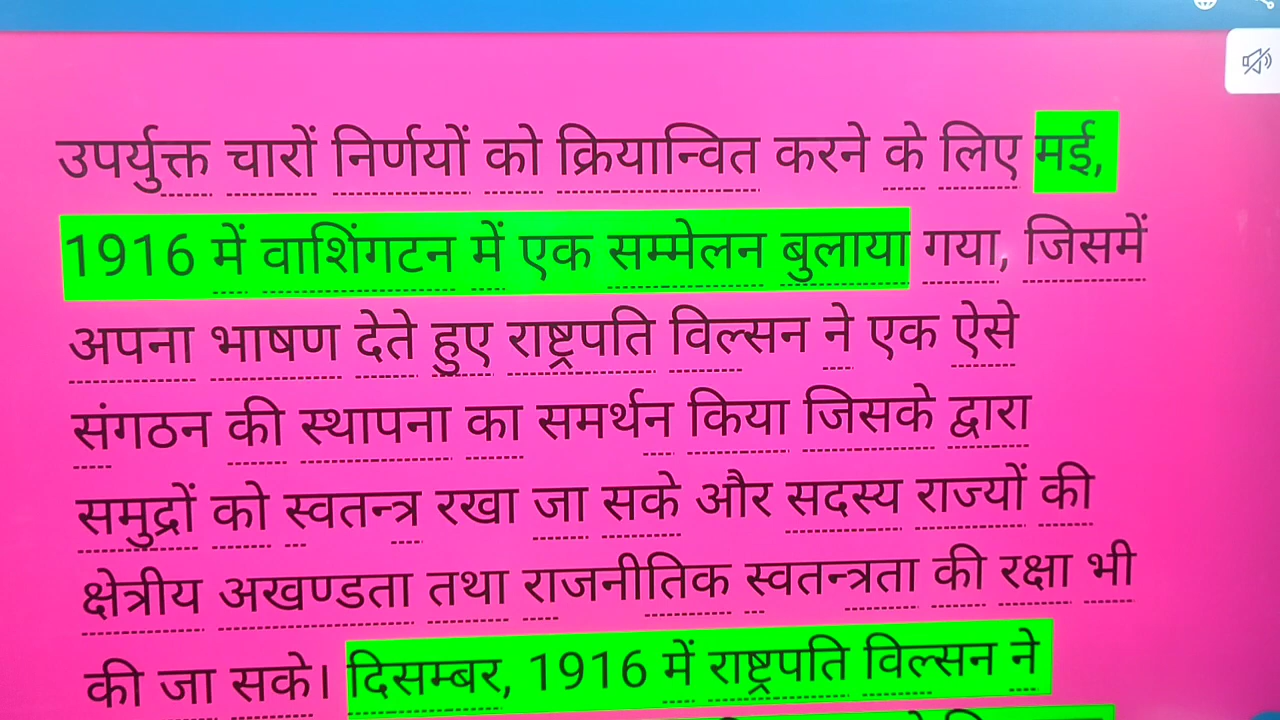 उपर्युक्त चारों निर्णयों को क्रियान्वित करने के लिए मई,
1916 में वाशिंगटन में एक सम्मेलन बुलाया गया, जिसमें
अपना भाषण देते हुए राष्ट्रपति विल्सन ने एक ऐसे
संगठन की स्थापना का समर्थन किया जिसके द्वारा
समुद्रों को स्वतन्त्र रखा जा सके और सदस्य राज्यों की
क्षेत्रीय अखण्डता तथा राजनीतिक स्वतन्त्रता की रक्षा भी
की जा सके। दिसम्बर, 1916 में राष्ट्रपति विल्सन ने